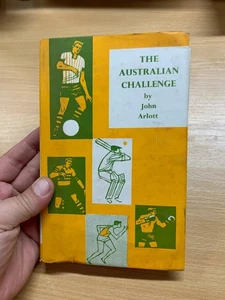 THE
AUSTRALIAN
CHALLENGE
by
John
Arlott